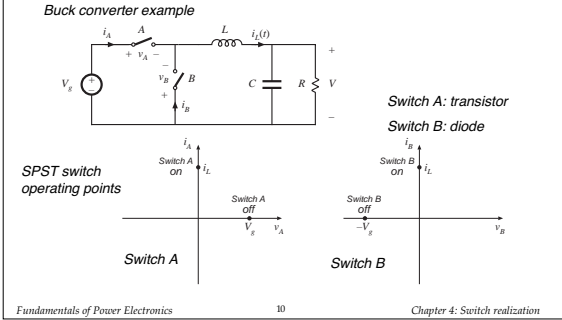 Buck converter example
i_A A L i_L(t)
+ v_A − − +
V_g + − v_B B C R V
+ i_B −
Switch A: transistor
Switch B: diode
SPST switch
operating points
i_A
Switch A
on i_L
Switch A
off
V_g v_A
Switch A
i_B
Switch B
on i_L
Switch B
off
−V_g v_B
Switch B
Fundamentals of Power Electronics 10 Chapter 4: Switch realization